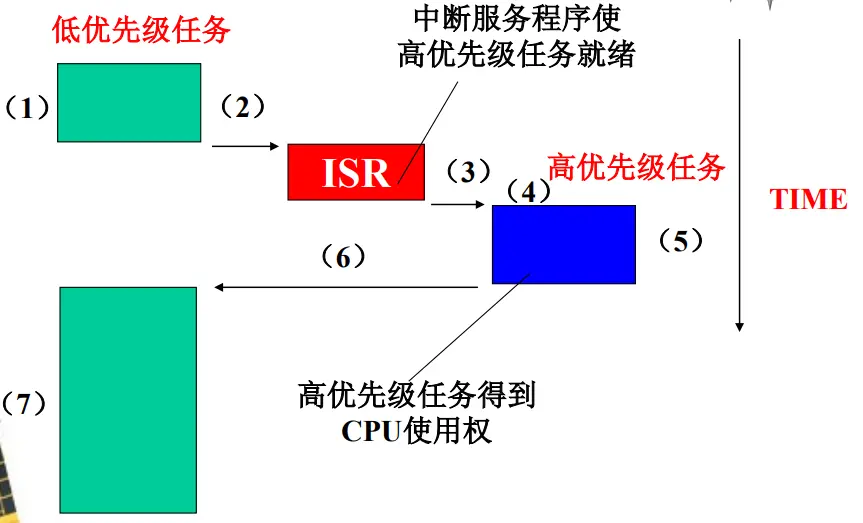 中断服务程序使
高优先级任务就绪
低优先级任务
（1）
（2）
ISR
（3）
高优先级任务
（4）
TIME
（5）
（6）
高优先级任务得到
CPU使用权
（7）